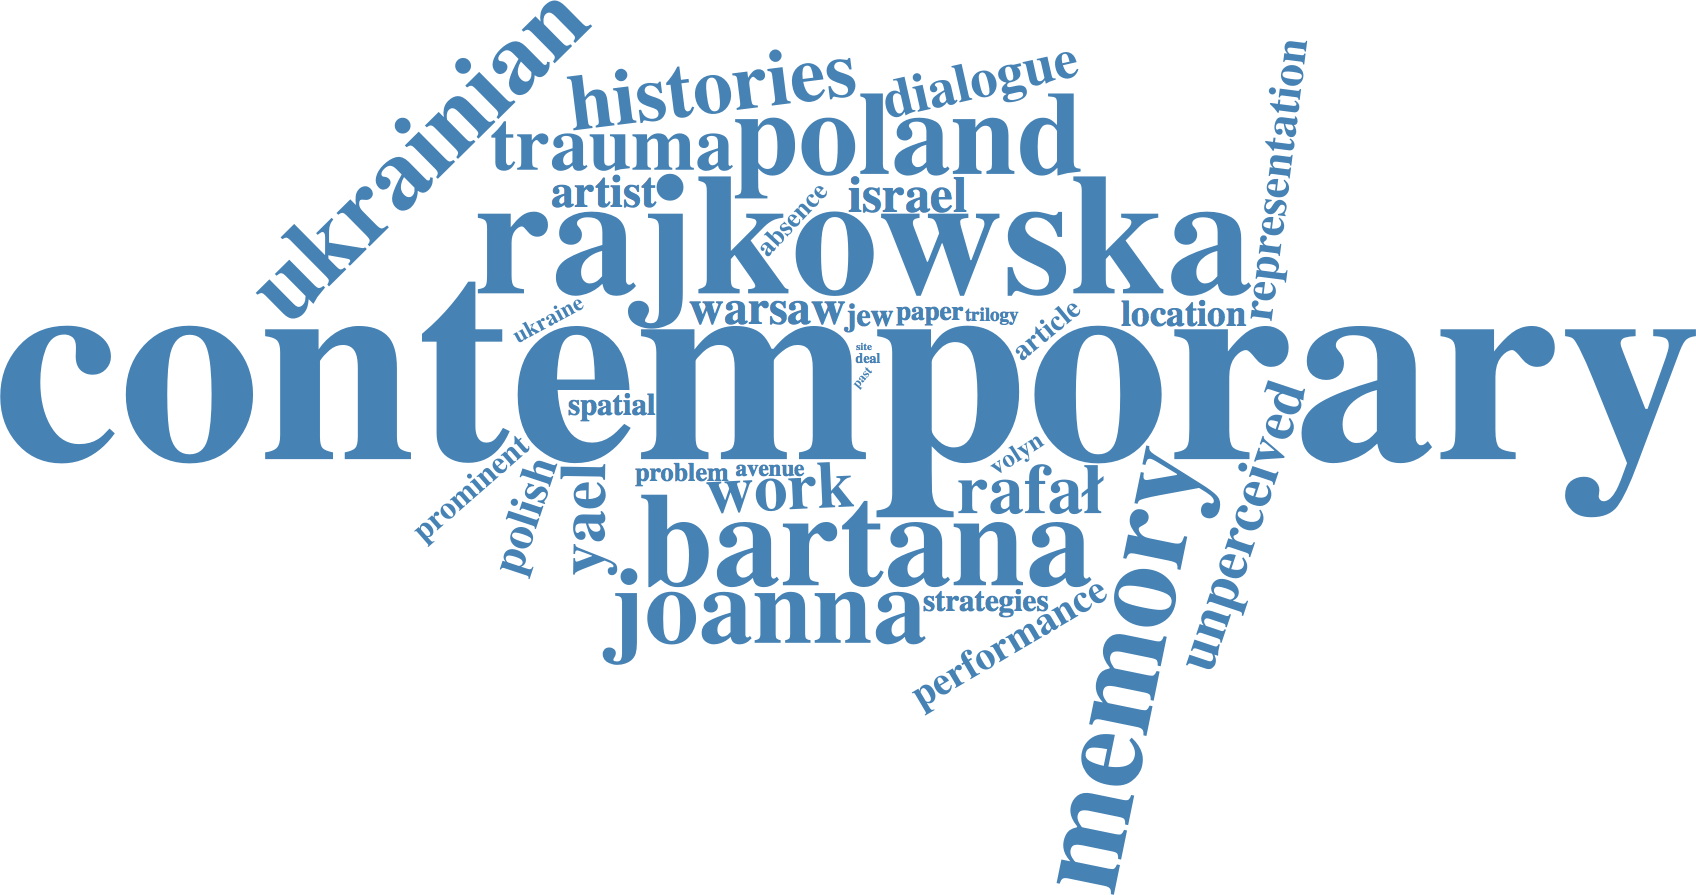 ukrainian
histories
dialogue
trauma
poland
representation
artist
absence
israel
rajkowska
ukraine
warsaw
jew
paper
trilogy
article
location
contemporary
site
deal
past
spatial
prominent
polish
yael
problem
avenue
work
volyn
rafał
memory
unperceived
bartana
joanna
strategies
performance